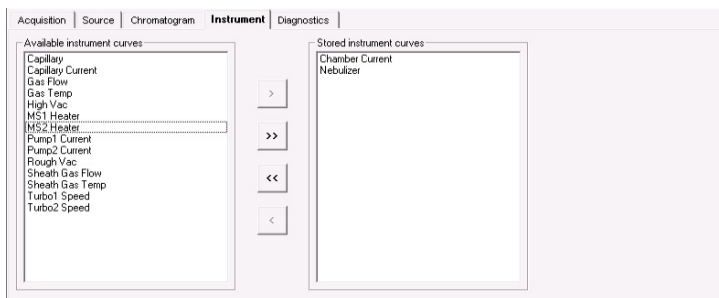 Acquisition Source Chromatogram Instrument Diagnostics
Available instrument curves
Capillary
Capillary Current
Gas Flow
Gas Temp
High Vac
MS1 Heater
MS2 Heater
Pump1 Current
Pump2 Current
Rough Vac
Sheath Gas Flow
Sheath Gas Temp
Turbo1 Speed
Turbo2 Speed
>
>>
<<
<
Stored instrument curves
Chamber Current
Nebulizer